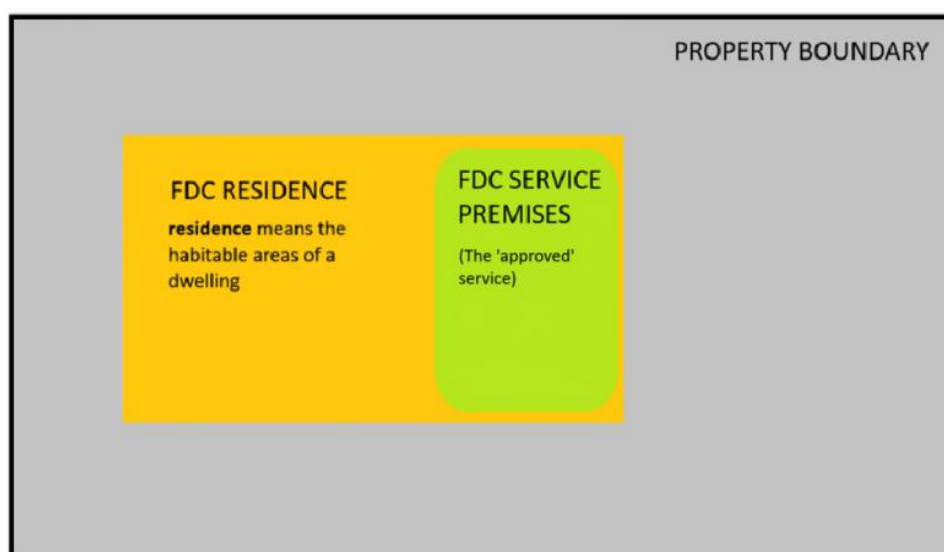 PROPERTY BOUNDARY
FDC RESIDENCE
residence means the
habitable areas of a
dwelling
FDC SERVICE
PREMISES
(The 'approved'
service)